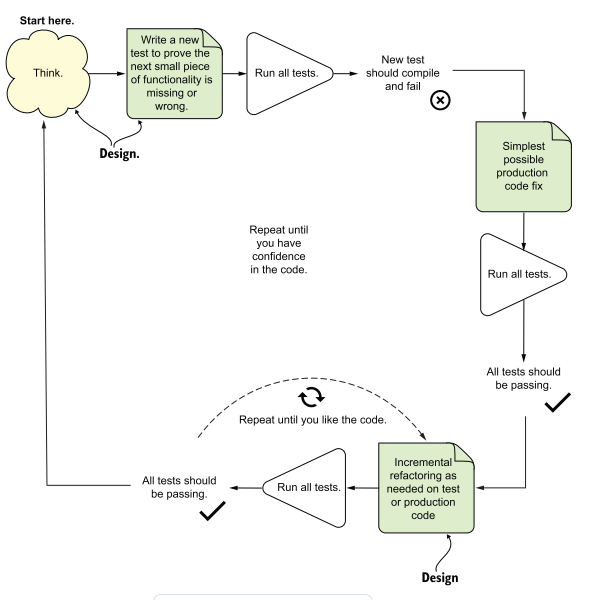 Start here.
Think.
Write a new
test to prove the
next small piece
of functionality is
missing or
wrong.
Run all tests.
New test
should compile
and fail
Design.
Simplest
possible
production
code fix
Run all tests.
All tests should
be passing.
Repeat until
you have
confidence
in the code.
Repeat until you like the code.
Incremental
refactoring as
needed on test
or production
code
Run all tests.
All tests should
be passing.
Design